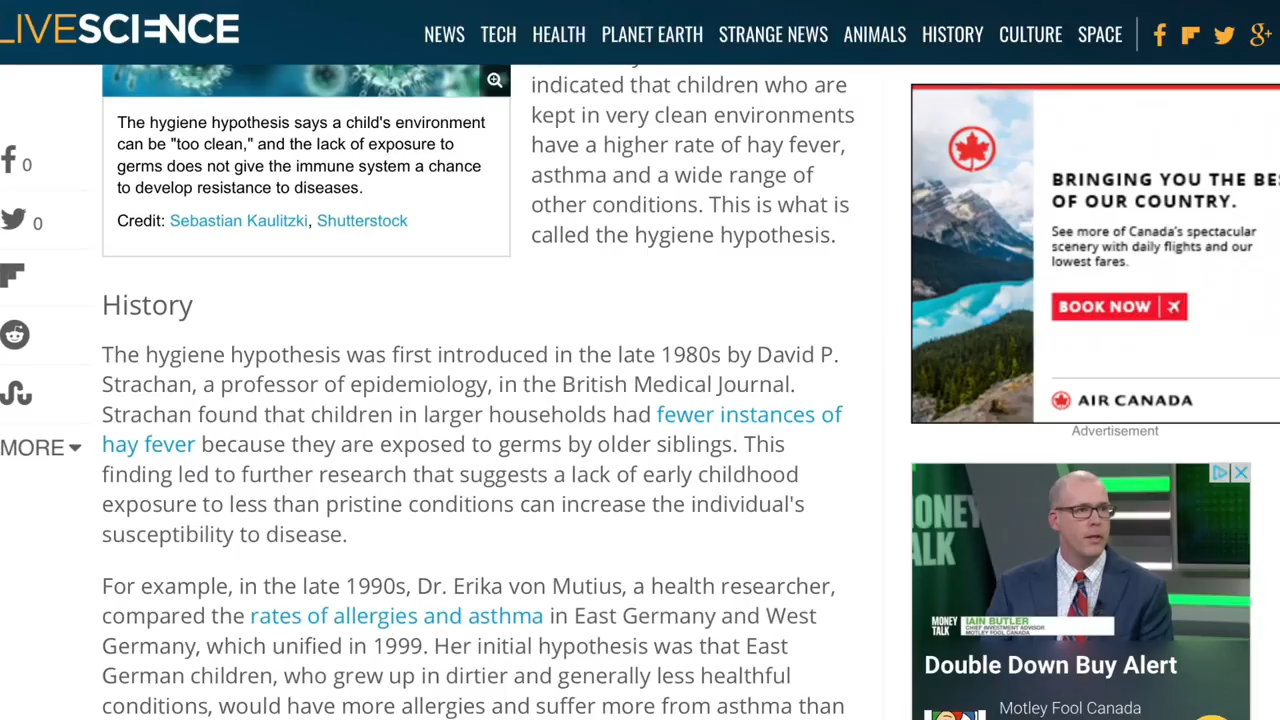 LIVESCIENCE
NEWS TECH HEALTH PLANET EARTH STRANGE NEWS ANIMALS HISTORY CULTURE SPACE
indicated that children who are
kept in very clean environments
have a higher rate of hay fever,
asthma and a wide range of
other conditions. This is what is
called the hygiene hypothesis.
The hygiene hypothesis says a child's environment
can be "too clean," and the lack of exposure to
germs does not give the immune system a chance
to develop resistance to diseases.
Credit: Sebastian Kaulitzki, Shutterstock
0
0
MORE
History
The hygiene hypothesis was first introduced in the late 1980s by David P.
Strachan, a professor of epidemiology, in the British Medical Journal.
Strachan found that children in larger households had fewer instances of
hay fever because they are exposed to germs by older siblings. This
finding led to further research that suggests a lack of early childhood
exposure to less than pristine conditions can increase the individual's
susceptibility to disease.
For example, in the late 1990s, Dr. Erika von Mutius, a health researcher,
compared the rates of allergies and asthma in East Germany and West
Germany, which unified in 1999. Her initial hypothesis was that East
German children, who grew up in dirtier and generally less healthful
conditions, would have more allergies and suffer more from asthma than
BRINGING YOU THE BES
OF OUR COUNTRY.
See more of Canada's spectacular
scenery with daily flights and our
lowest fares.
BOOK NOW
AIR CANADA
Advertisement
ONEY
ALK
MONEY
TALK
IAIN BUTLER
CHIEF INVESTMENT ADVISOR
MOTLEY FOOL CANADA
Double Down Buy Alert
Motley Fool Canada